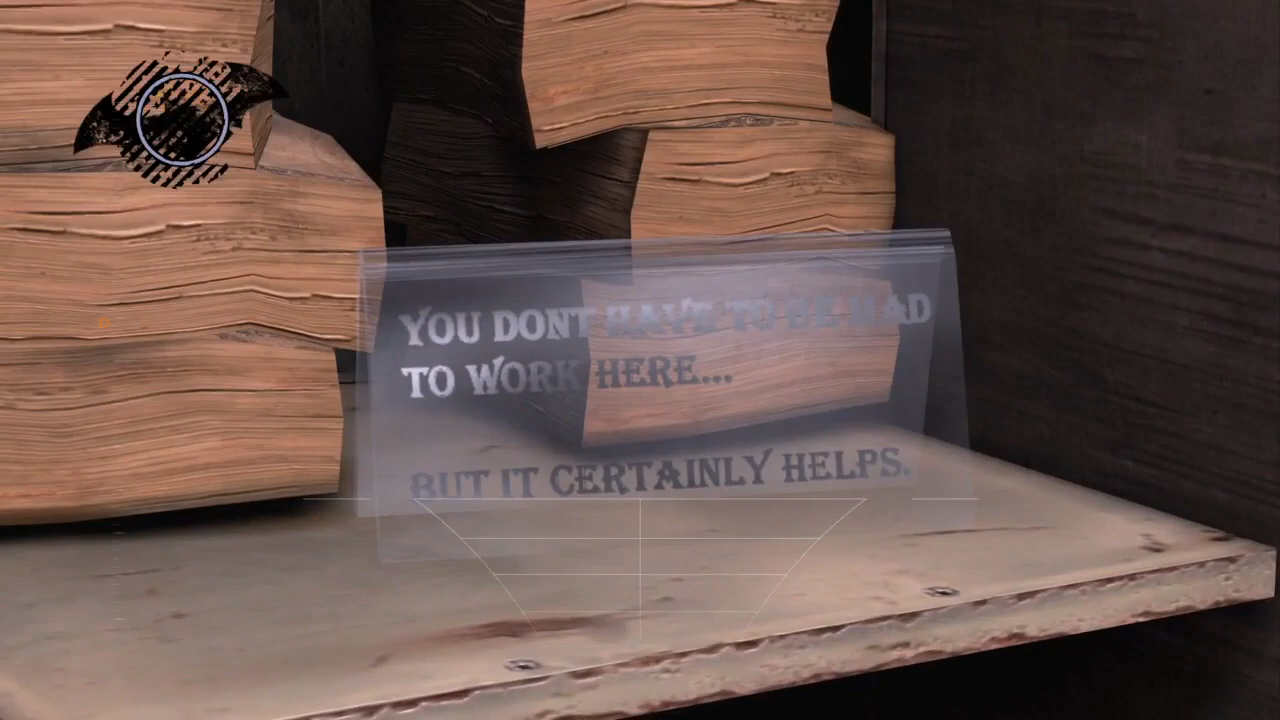 YOU DONT HAVE TO BE MAD
TO WORK HERE...
BUT IT CERTAINLY HELPS.